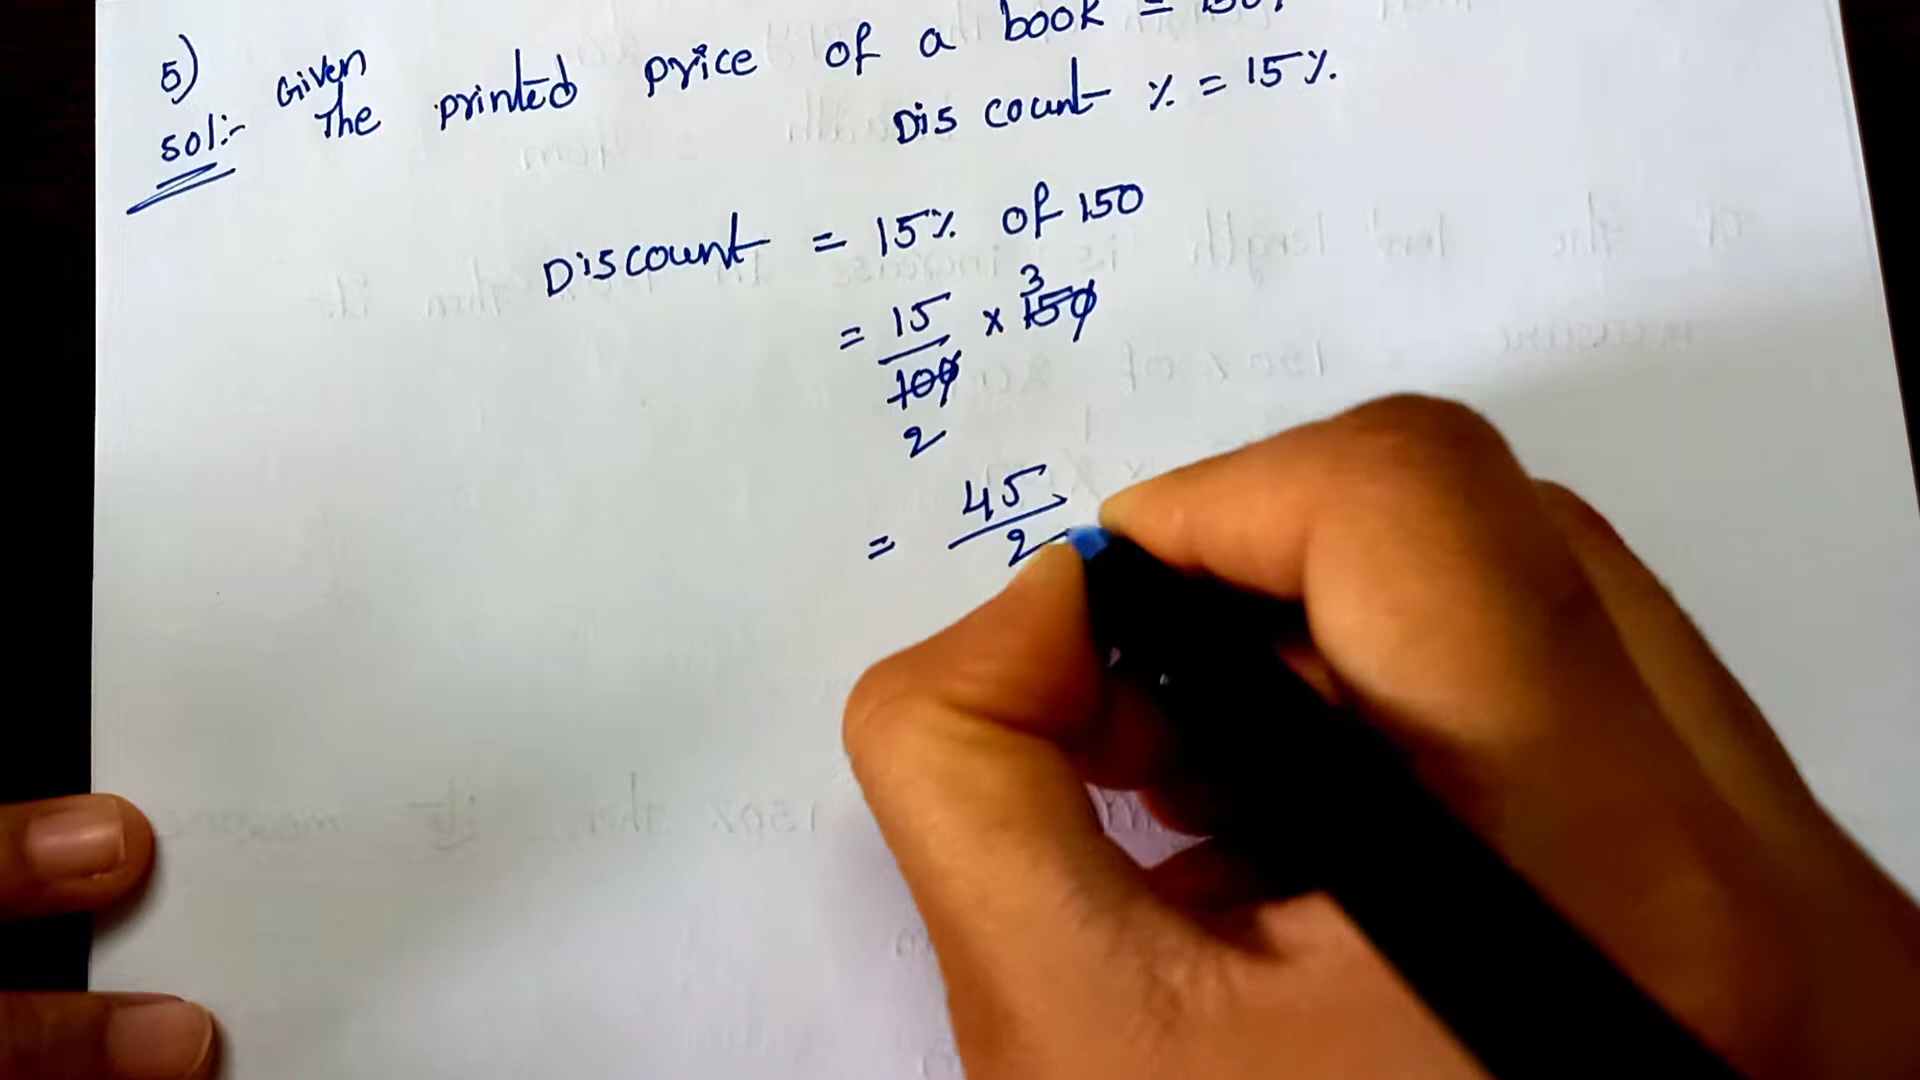 5) Given
Sol:- The printed price of a book =
Discount % = 15%.
Discount = 15% of 150
= 15/100 × 150
3
2
= 45/2